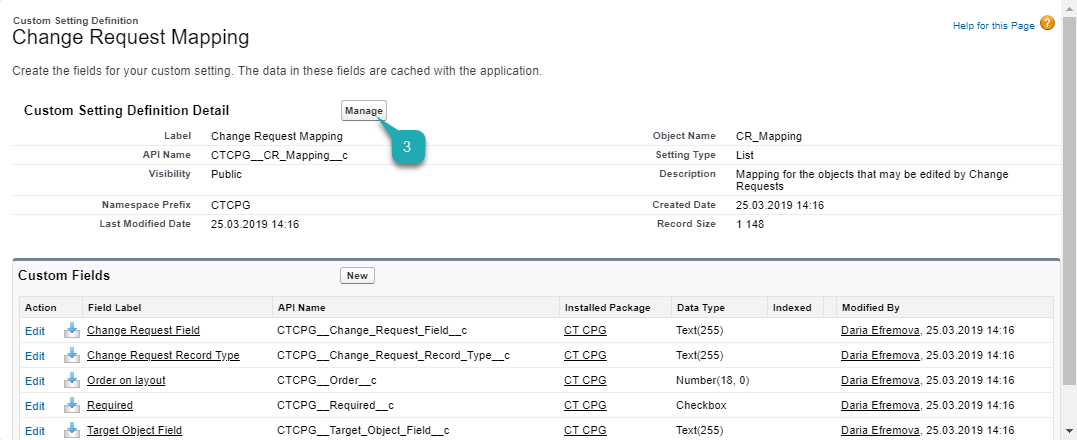 Custom Setting Definition
Change Request Mapping
Help for this Page ?
Create the fields for your custom setting. The data in these fields are cached with the application.
Custom Setting Definition Detail Manage
3
Label Change Request Mapping Object Name CR_Mapping
API Name CTCPG__CR_Mapping__c Setting Type List
Visibility Public Description Mapping for the objects that may be edited by Change
Requests
Namespace Prefix CTCPG Created Date 25.03.2019 14:16
Last Modified Date 25.03.2019 14:16 Record Size 1 148
Custom Fields New
Action Field Label API Name Installed Package Data Type Indexed Modified By
Edit Change Request Field CTCPG__Change_Request_Field__c CT CPG Text(255) Daria Efremova, 25.03.2019 14:16
Edit Change Request Record Type CTCPG__Change_Request_Record_Type__c CT CPG Text(255) Daria Efremova, 25.03.2019 14:16
Edit Order on layout CTCPG__Order__c CT CPG Number(18, 0) Daria Efremova, 25.03.2019 14:16
Edit Required CTCPG__Required__c CT CPG Checkbox Daria Efremova, 25.03.2019 14:16
Edit Target Object Field CTCPG__Target_Object_Field__c CT CPG Text(255) Daria Efremova, 25.03.2019 14:16